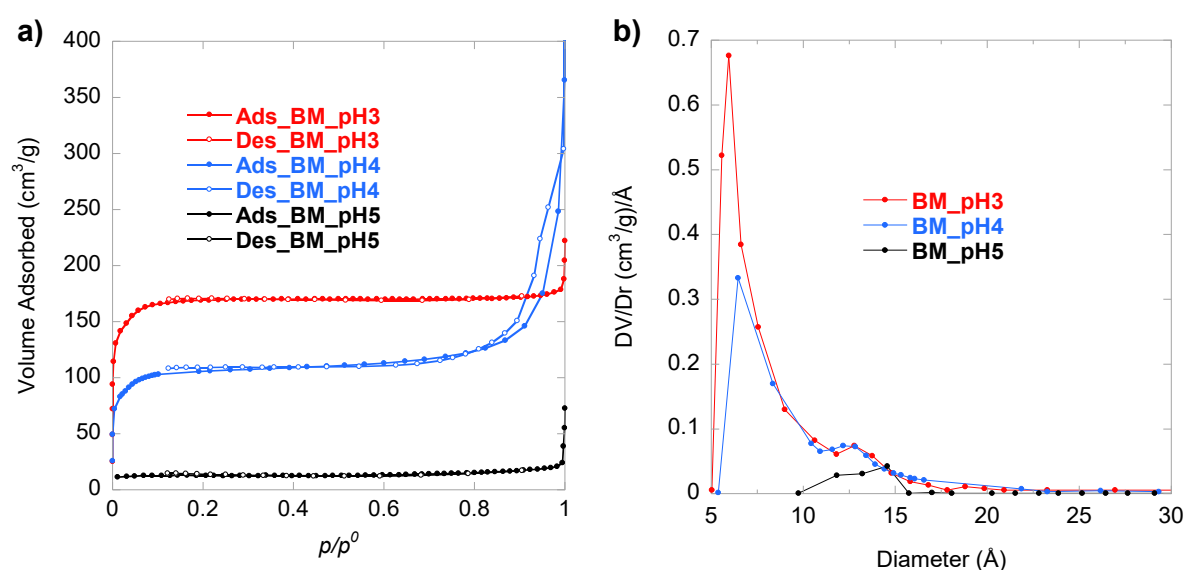 a)
Volume Adsorbed (cm³/g)
400
350
300
250
200
150
100
50
0
Ads_BM_pH3
Des_BM_pH3
Ads_BM_pH4
Des_BM_pH4
Ads_BM_pH5
Des_BM_pH5
0 0.2 0.4 0.6 0.8 1
p/p⁰
b)
DV/Dr (cm³/g)/Å
0.7
0.6
0.5
0.4
0.3
0.2
0.1
0
BM_pH3
BM_pH4
BM_pH5
5 10 15 20 25 30
Diameter (Å)